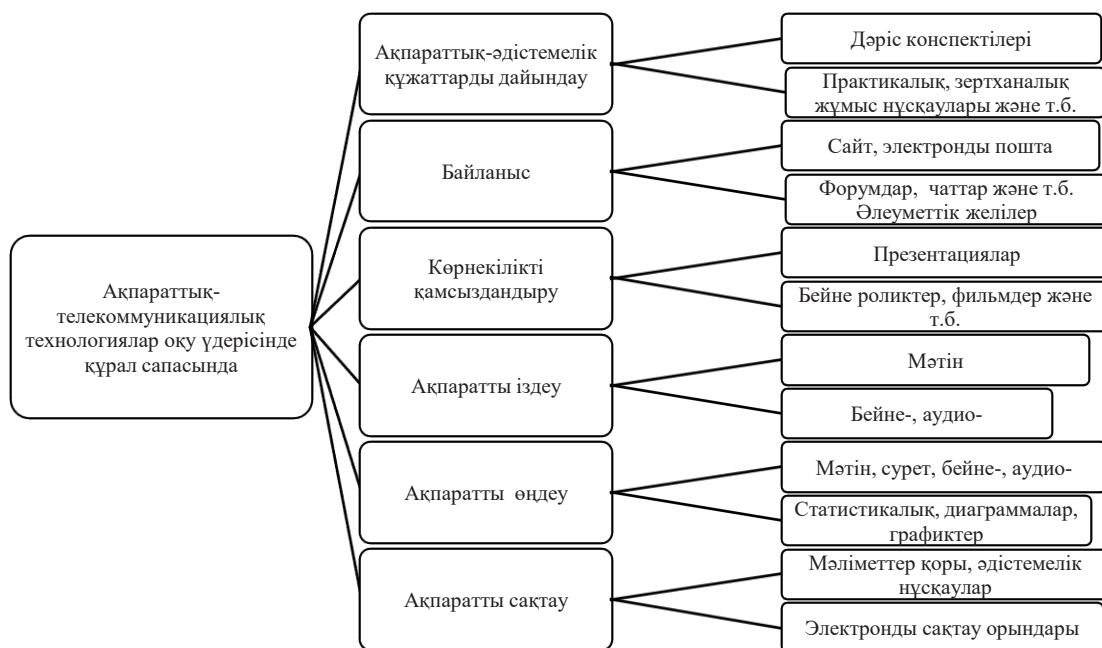 Ақпараттық-
телекоммуникациялық
технологиялар оқу үдерісінде
құрал сапасында
Ақпараттық-әдістемелік
құжаттарды дайындау
Дәріс конспектілері
Практикалық, зертханалық
жұмыс нұсқаулары және т.б.
Байланыс
Сайт, электронды пошта
Форумдар, чаттар және т.б.
Әлеуметтік желілер
Көрнекілікті
қамсыздандыру
Презентациялар
Бейне роликтер, фильмдер және
т.б.
Ақпаратты іздеу
Мәтін
Бейне-, аудио-
Ақпаратты өңдеу
Мәтін, сурет, бейне-, аудио-
Статистикалық, диаграммалар,
графиктер
Ақпаратты сақтау
Мәліметтер қоры, әдістемелік
нұсқаулар
Электронды сақтау орындары